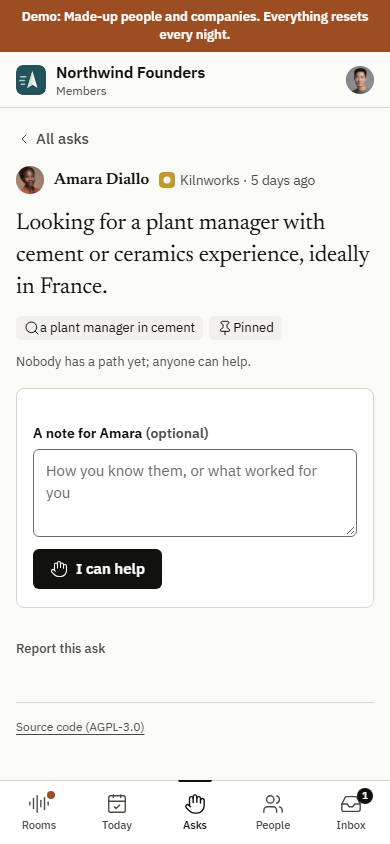 Demo: Made-up people and companies. Everything resets
every night.
Northwind Founders
Members
All asks
Amara Diallo Kilnworks · 5 days ago
Looking for a plant manager with
cement or ceramics experience, ideally
in France.
a plant manager in cement Pinned
Nobody has a path yet; anyone can help.
A note for Amara (optional)
How you know them, or what worked for
you
I can help
Report this ask
Source code (AGPL-3.0)
1
Rooms Today Asks People Inbox